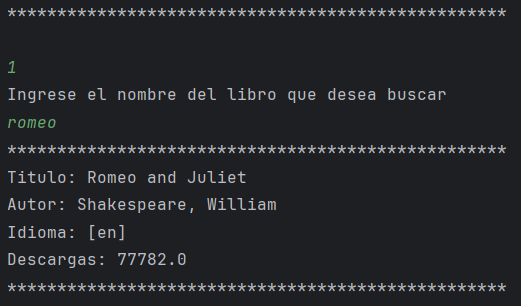 **************************************************
1
Ingrese el nombre del libro que desea buscar
romeo
**************************************************
Titulo: Romeo and Juliet
Autor: Shakespeare, William
Idioma: [en]
Descargas: 77782.0
**************************************************